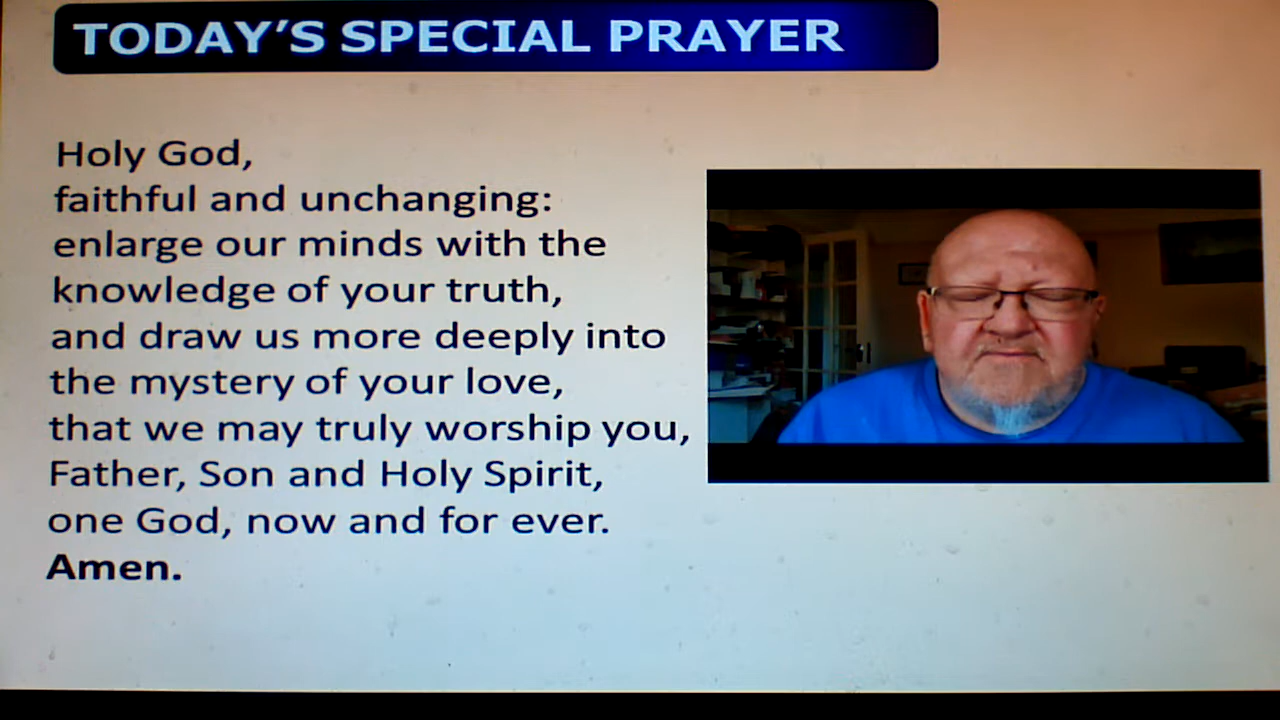 TODAY'S SPECIAL PRAYER
Holy God,
faithful and unchanging:
enlarge our minds with the
knowledge of your truth,
and draw us more deeply into
the mystery of your love,
that we may truly worship you,
Father, Son and Holy Spirit,
one God, now and for ever.
Amen.